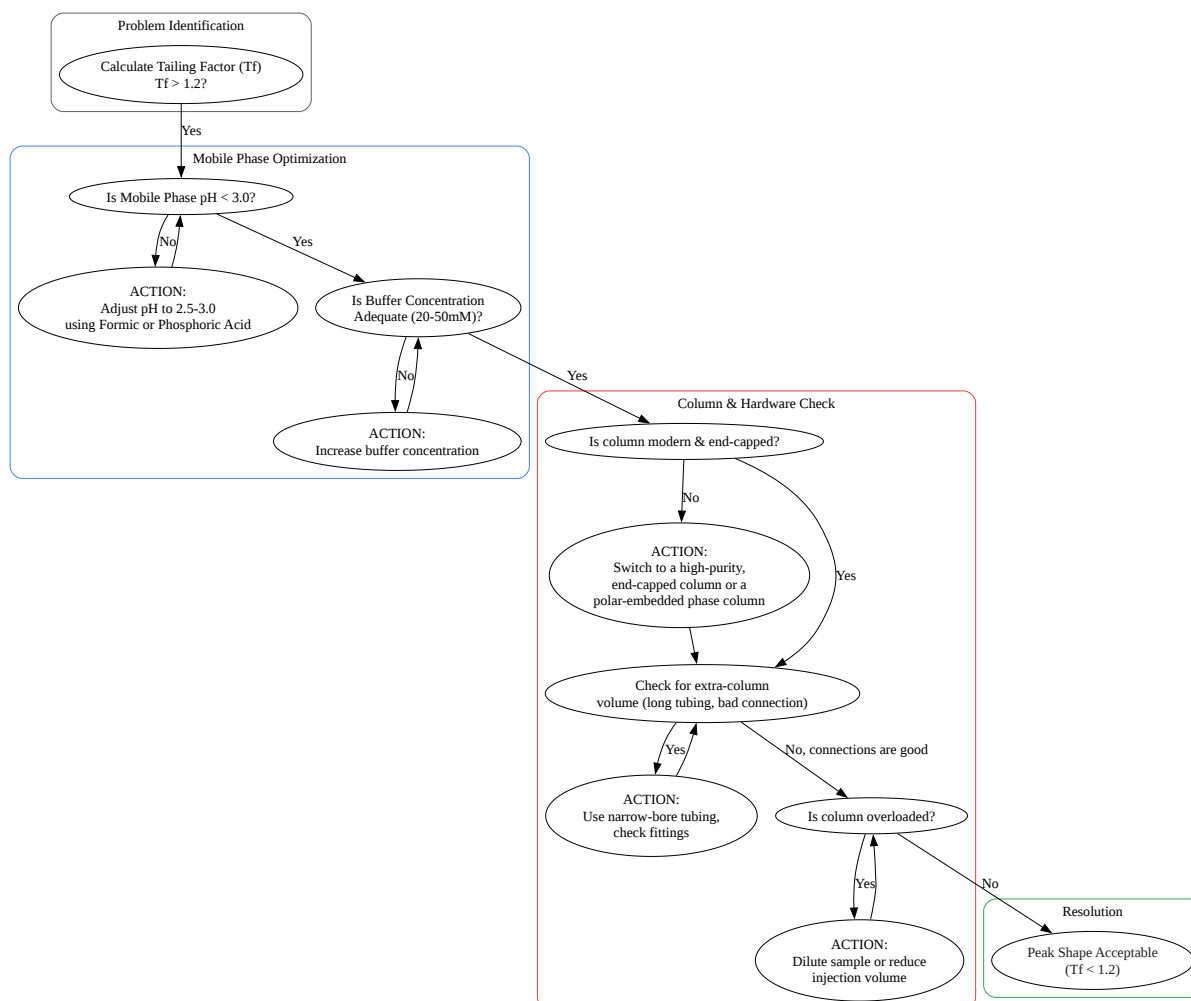 Problem Identification
Calculate Tailing Factor (Tf)
Tf > 1.2?
Yes
Mobile Phase Optimization
Is Mobile Phase pH < 3.0?
No
Yes
ACTION:
Adjust pH to 2.5-3.0
using Formic or Phosphoric Acid
Is Buffer Concentration
Adequate (20-50mM)?
No
Yes
ACTION:
Increase buffer concentration
Column & Hardware Check
Is column modern & end-capped?
No
Yes
ACTION:
Switch to a high-purity,
end-capped column or a
polar-embedded phase column
Check for extra-column
volume (long tubing, bad connection)
Yes
No, connections are good
ACTION:
Use narrow-bore tubing,
check fittings
Is column overloaded?
Yes
No
ACTION:
Dilute sample or reduce
injection volume
Resolution
Peak Shape Acceptable
(Tf < 1.2)